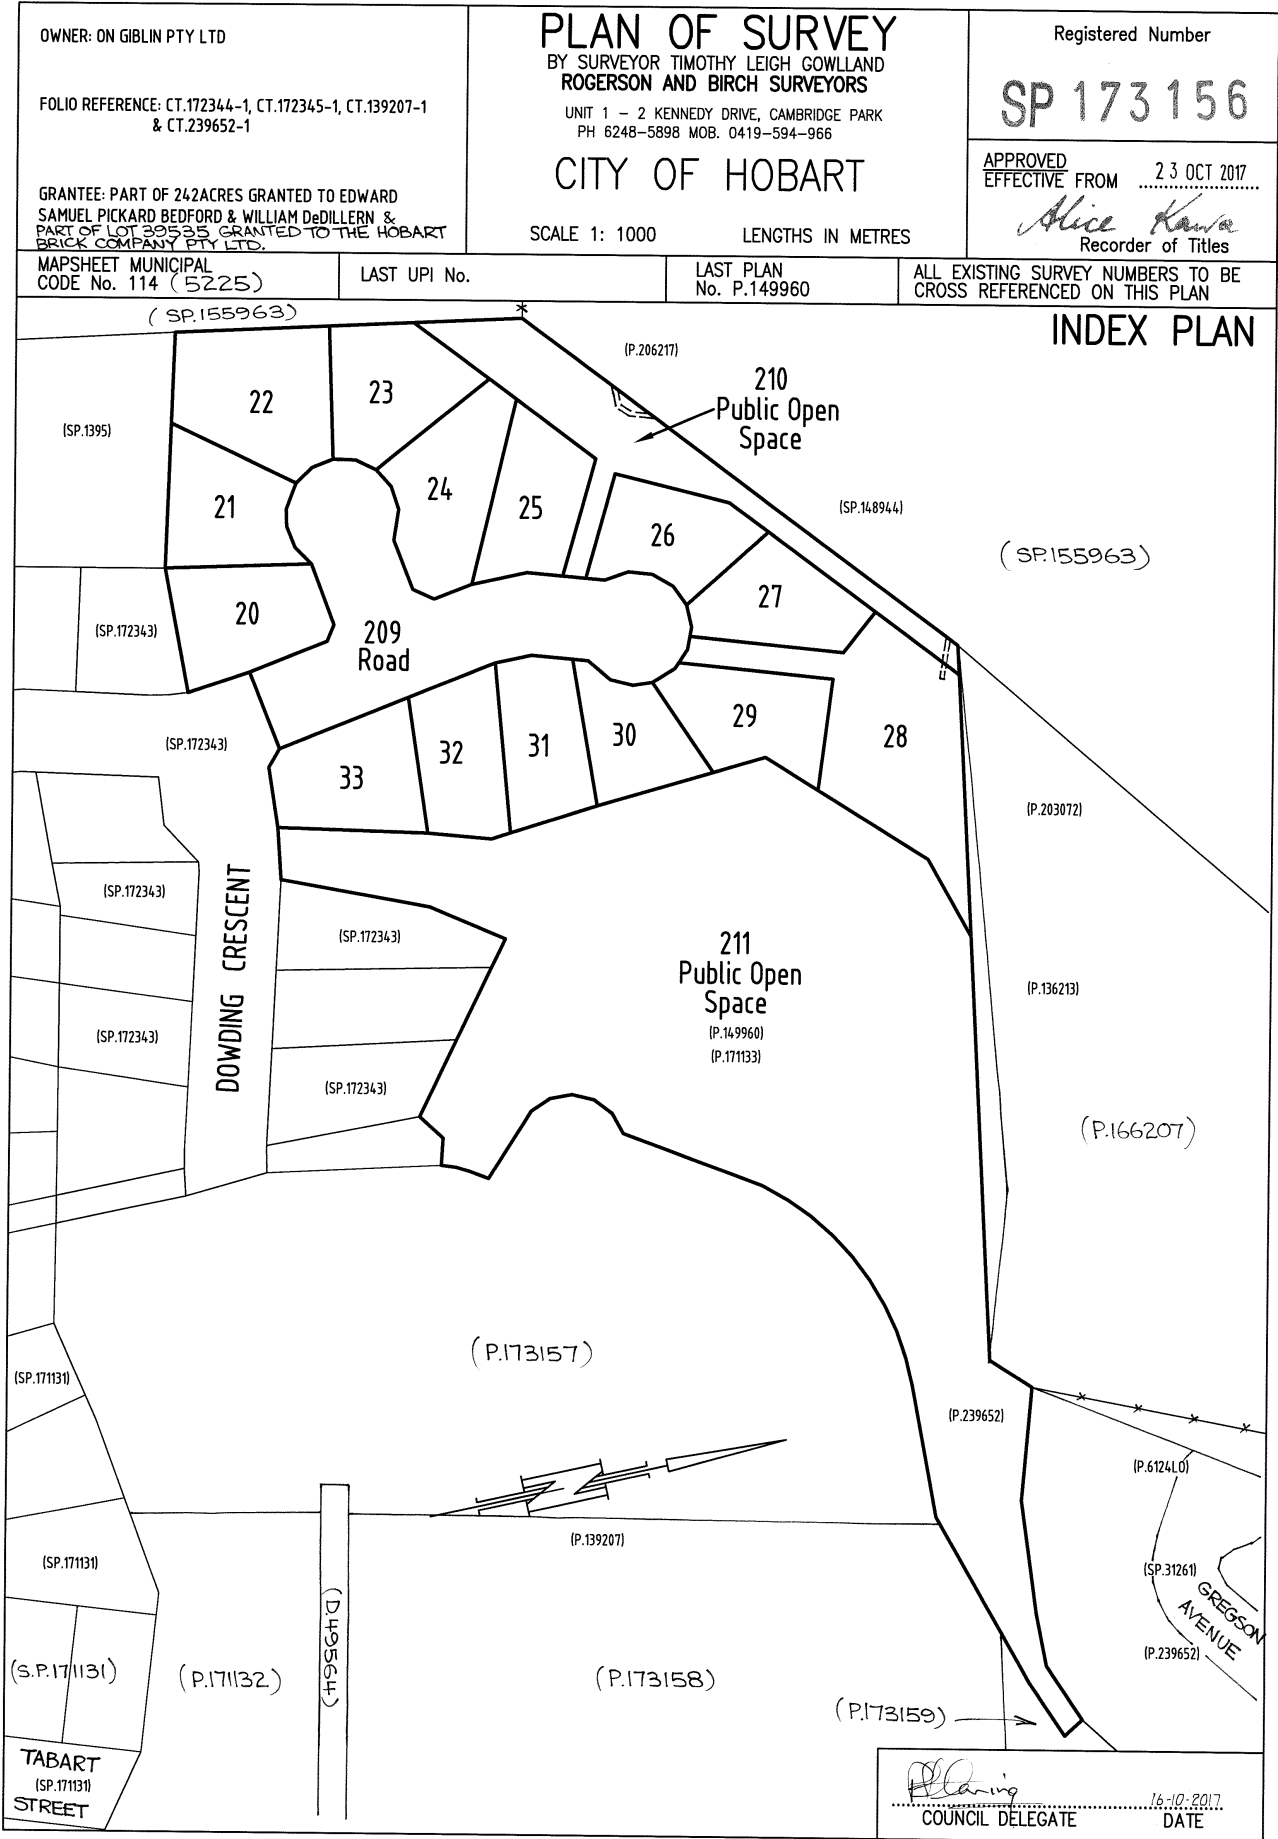 OWNER: ON GIBLIN PTY LTD
FOLIO REFERENCE: CT.172344-1, CT.172345-1, CT.139207-1
& CT.239652-1
GRANTEE: PART OF 242ACRES GRANTED TO EDWARD
SAMUEL PICKARD BEDFORD & WILLIAM DeDILLERN &
PART OF LOT 39535 GRANTED TO THE HOBART
BRICK COMPANY PTY LTD.
PLAN OF SURVEY
BY SURVEYOR TIMOTHY LEIGH GOWLLAND
ROGERSON AND BIRCH SURVEYORS
UNIT 1 – 2 KENNEDY DRIVE, CAMBRIDGE PARK
PH 6248–5898 MOB. 0419–594–966
CITY OF HOBART
SCALE 1: 1000 LENGTHS IN METRES
Registered Number
SP 173156
APPROVED
EFFECTIVE FROM 23 OCT 2017
Alice Kawa
Recorder of Titles
MAPSHEET MUNICIPAL
CODE No. 114 (5225)
LAST UPI No.
LAST PLAN
No. P.149960
ALL EXISTING SURVEY NUMBERS TO BE
CROSS REFERENCED ON THIS PLAN
INDEX PLAN
(SP.155963)
(P.206217)
210
Public Open
Space
22
23
(SP.1395)
21
24
25
26
(SP.148944)
(SP.155963)
27
20
(SP.172343)
209
Road
29
28
30
31
32
33
(SP.172343)
(P.203072)
(SP.172343)
DOWDING CRESCENT
(SP.172343)
211
Public Open
Space
(P.149960)
(P.171133)
(P.136213)
(SP.172343)
(SP.172343)
(P.166207)
(P.173157)
(SP.171131)
(P.239652)
(P.6124LO)
(P.139207)
(SP.171131)
(SP.31261)
GREGSON
AVENUE
(P.239652)
(S.P.171131)
(P.171132)
(D.49564)
(P.173158)
(P.173159)
TABART
(SP.171131)
STREET
16-10-2017
COUNCIL DELEGATE DATE